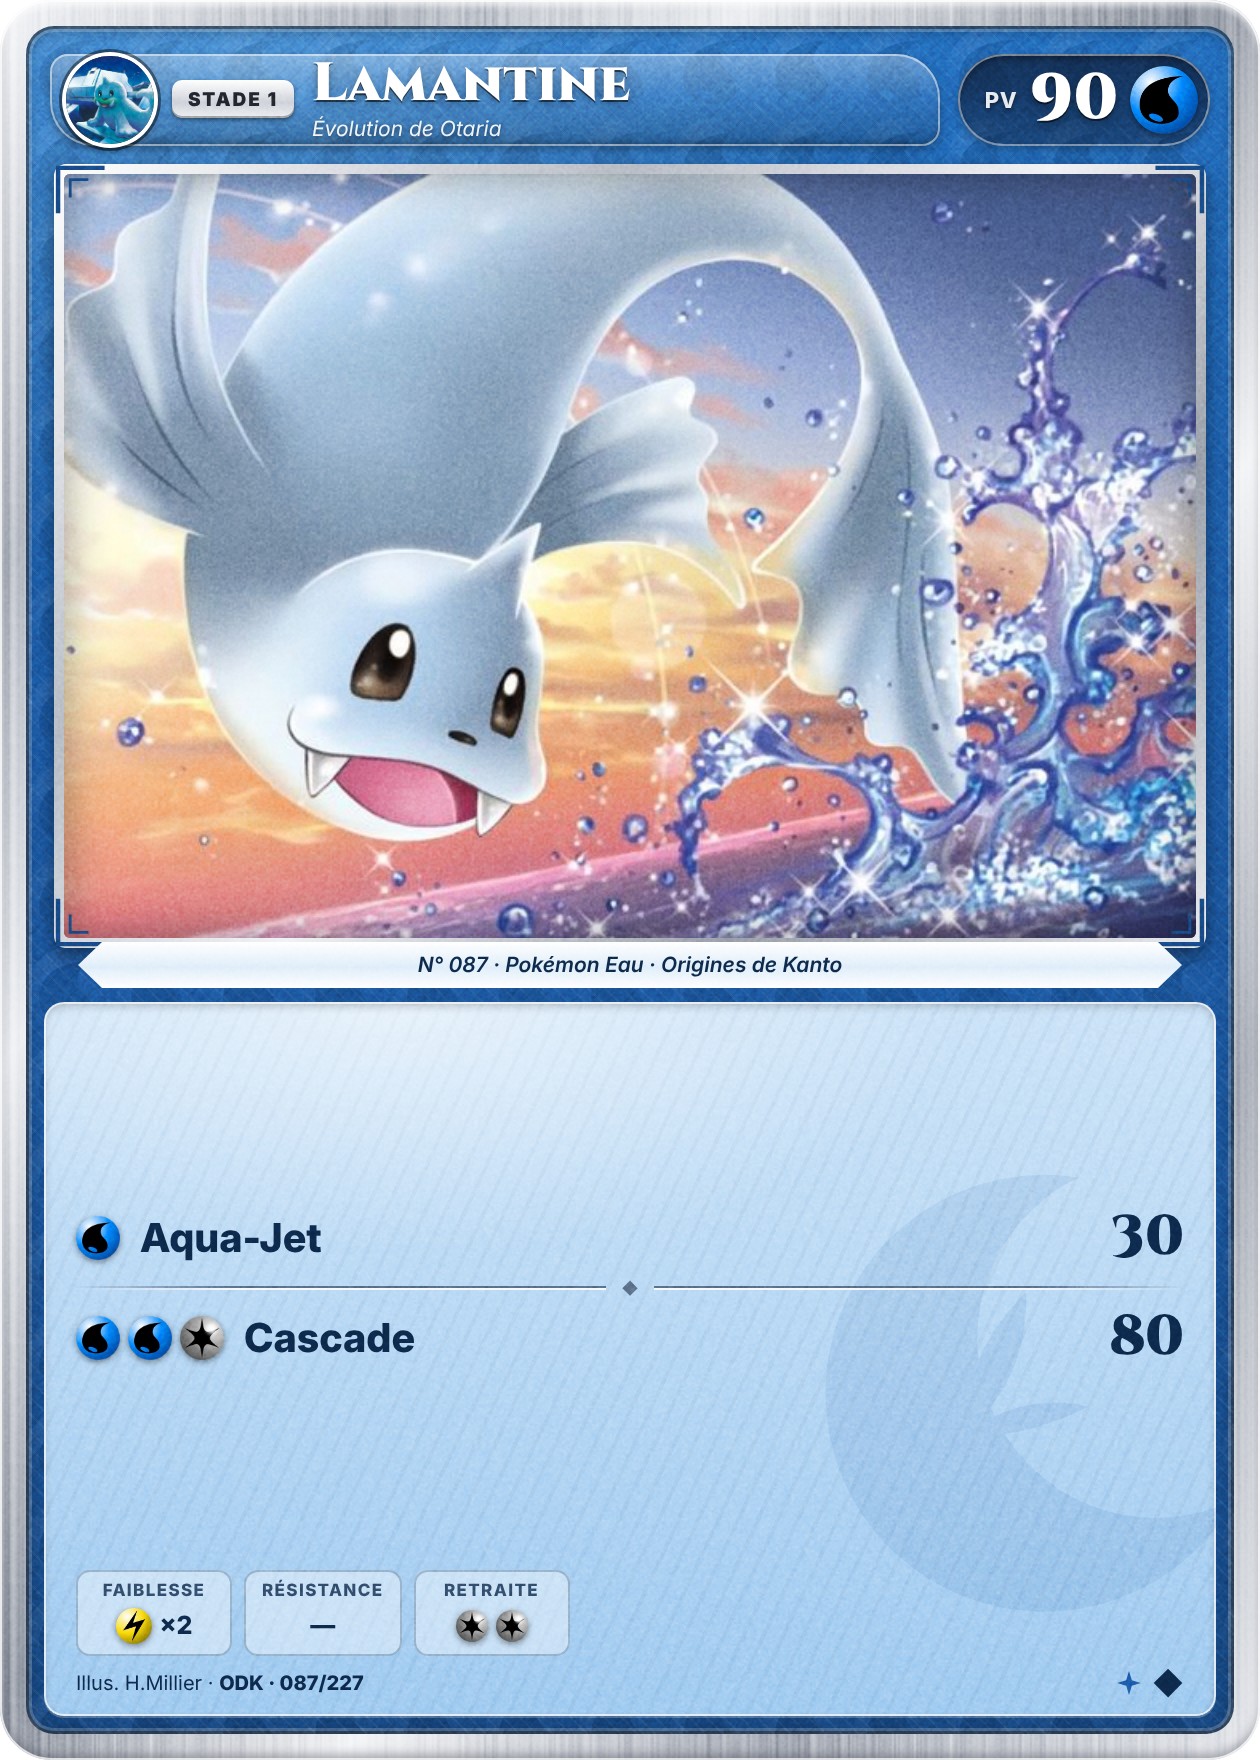 STADE 1
LAMANTINE
Évolution de Otaria
PV 90
N° 087 · Pokémon Eau · Origines de Kanto
Aqua-Jet 30
Cascade 80
FAIBLESSE RÉSISTANCE RETRAITE
×2 —
Illus. H.Millier · ODK · 087/227